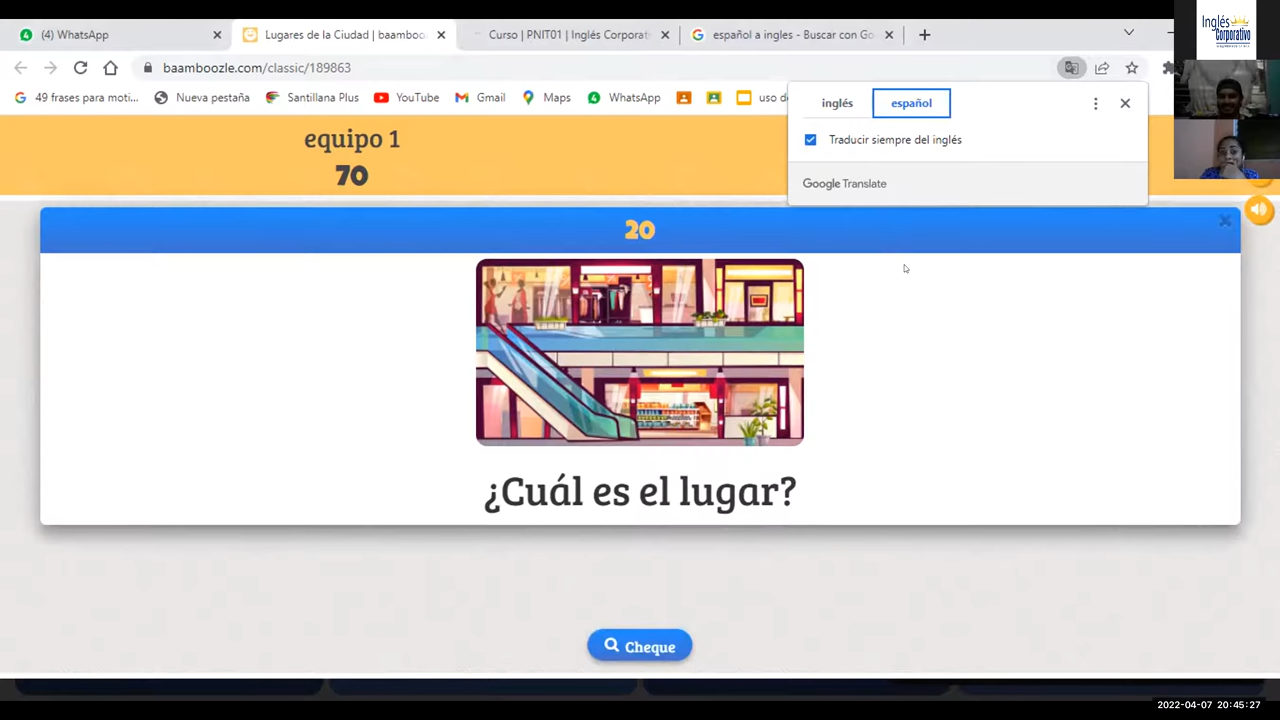 (4) WhatsApp
Lugares de la Ciudad | baamboo
Curso | PNIT01 | Inglés Corporat
español a ingles - Buscar con Go
baamboozle.com/classic/189863
49 frases para moti...
Nueva pestaña
Santillana Plus
YouTube
Gmail
Maps
WhatsApp
uso de
inglés
español
Traducir siempre del inglés
Google Translate
Inglés
Corporativo
equipo 1
70
20
¿Cuál es el lugar?
Cheque
2022-04-07 20:45:27